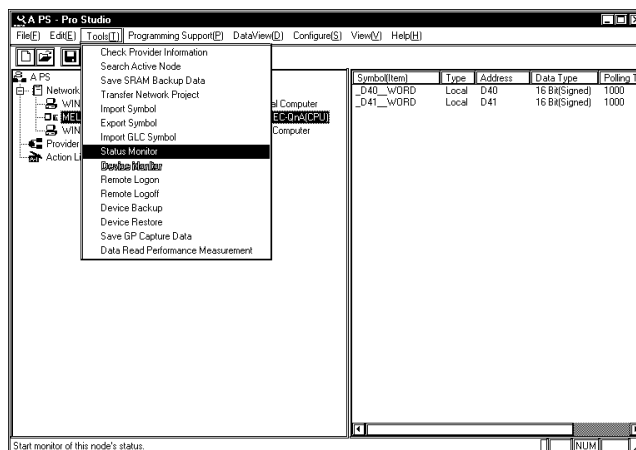 A PS - Pro Studio
File(F) Edit(E) Tools(T) Programming Support(P) DataView(D) Configure(S) View(V) Help(H)
Check Provider Information
Search Active Node
Save SRAM Backup Data
Transfer Network Project
Import Symbol
Export Symbol
Import GLC Symbol
Status Monitor
Device Monitor
Remote Logon
Remote Logoff
Device Backup
Device Restore
Save GP Capture Data
Data Read Performance Measurement
A PS
Network
WIN al Computer
MEL EC-QnA(CPU)
WIN Computer
Provider
Action Li
Symbol(Item) Type Address Data Type Polling T
_D40__WORD Local D40 16 Bit(Signed) 1000
_D41__WORD Local D41 16 Bit(Signed) 1000
Start monitor of this node's status. NUM